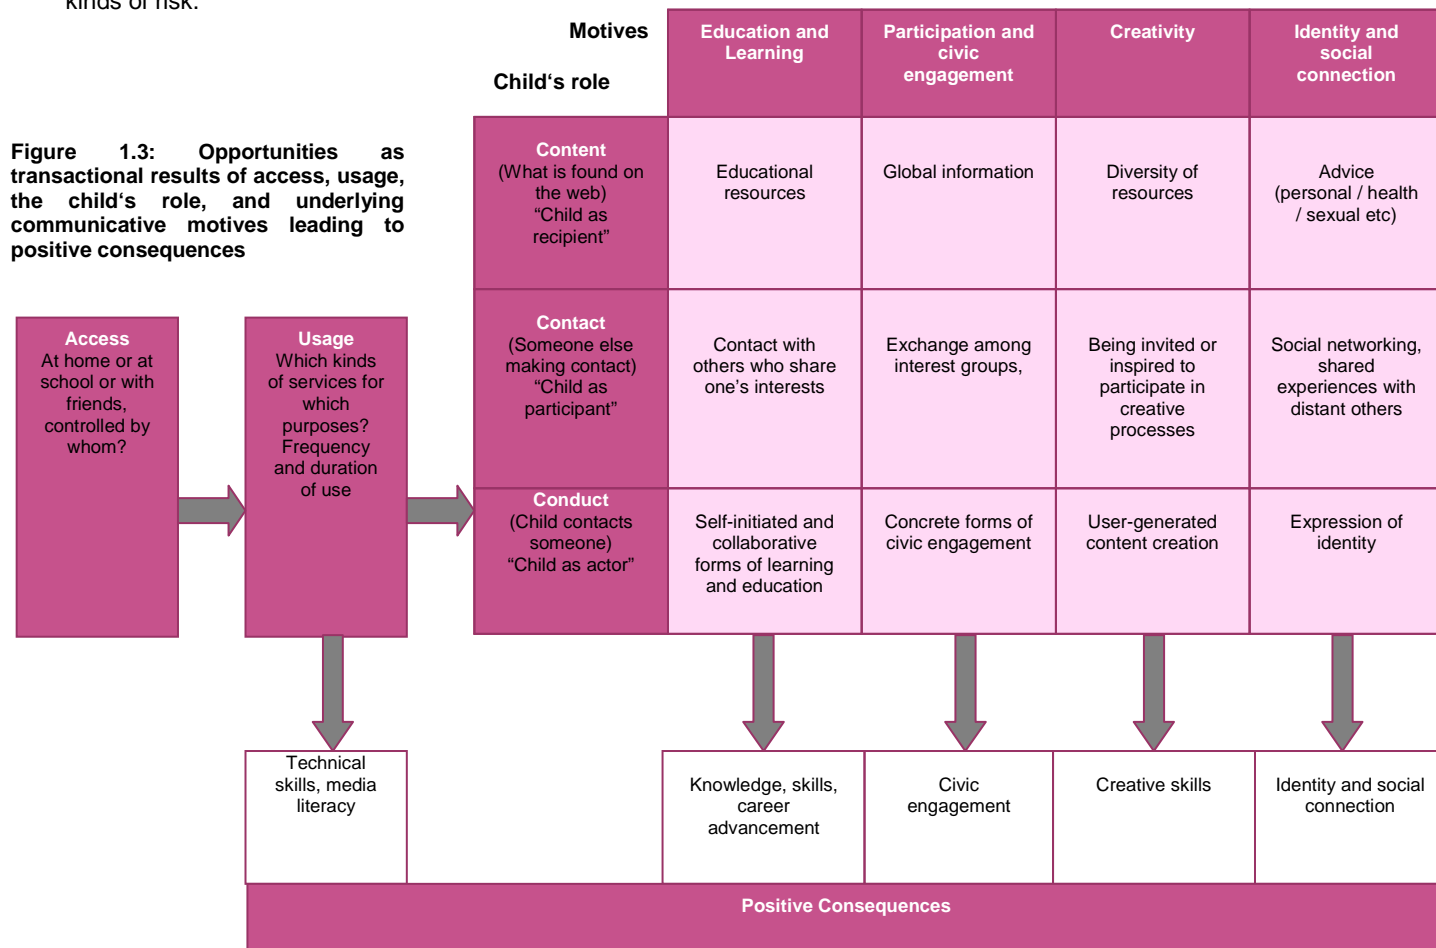 kinds of risk.
Motives
Child‘s role
Education and
Learning
Participation and
civic
engagement
Creativity
Identity and
social
connection
Figure 1.3: Opportunities as
transactional results of access, usage,
the child‘s role, and underlying
communicative motives leading to
positive consequences
Content
(What is found on
the web)
“Child as
recipient”
Educational
resources
Global information
Diversity of
resources
Advice
(personal / health
/ sexual etc)
Access
At home or at
school or with
friends,
controlled by
whom?
Usage
Which kinds
of services for
which
purposes?
Frequency
and duration
of use
Contact
(Someone else
making contact)
“Child as
participant”
Contact with
others who share
one’s interests
Exchange among
interest groups,
Being invited or
inspired to
participate in
creative
processes
Social networking,
shared
experiences with
distant others
Conduct
(Child contacts
someone)
“Child as actor”
Self-initiated and
collaborative
forms of learning
and education
Concrete forms of
civic engagement
User-generated
content creation
Expression of
identity
Technical
skills, media
literacy
Knowledge, skills,
career
advancement
Civic
engagement
Creative skills
Identity and social
connection
Positive Consequences